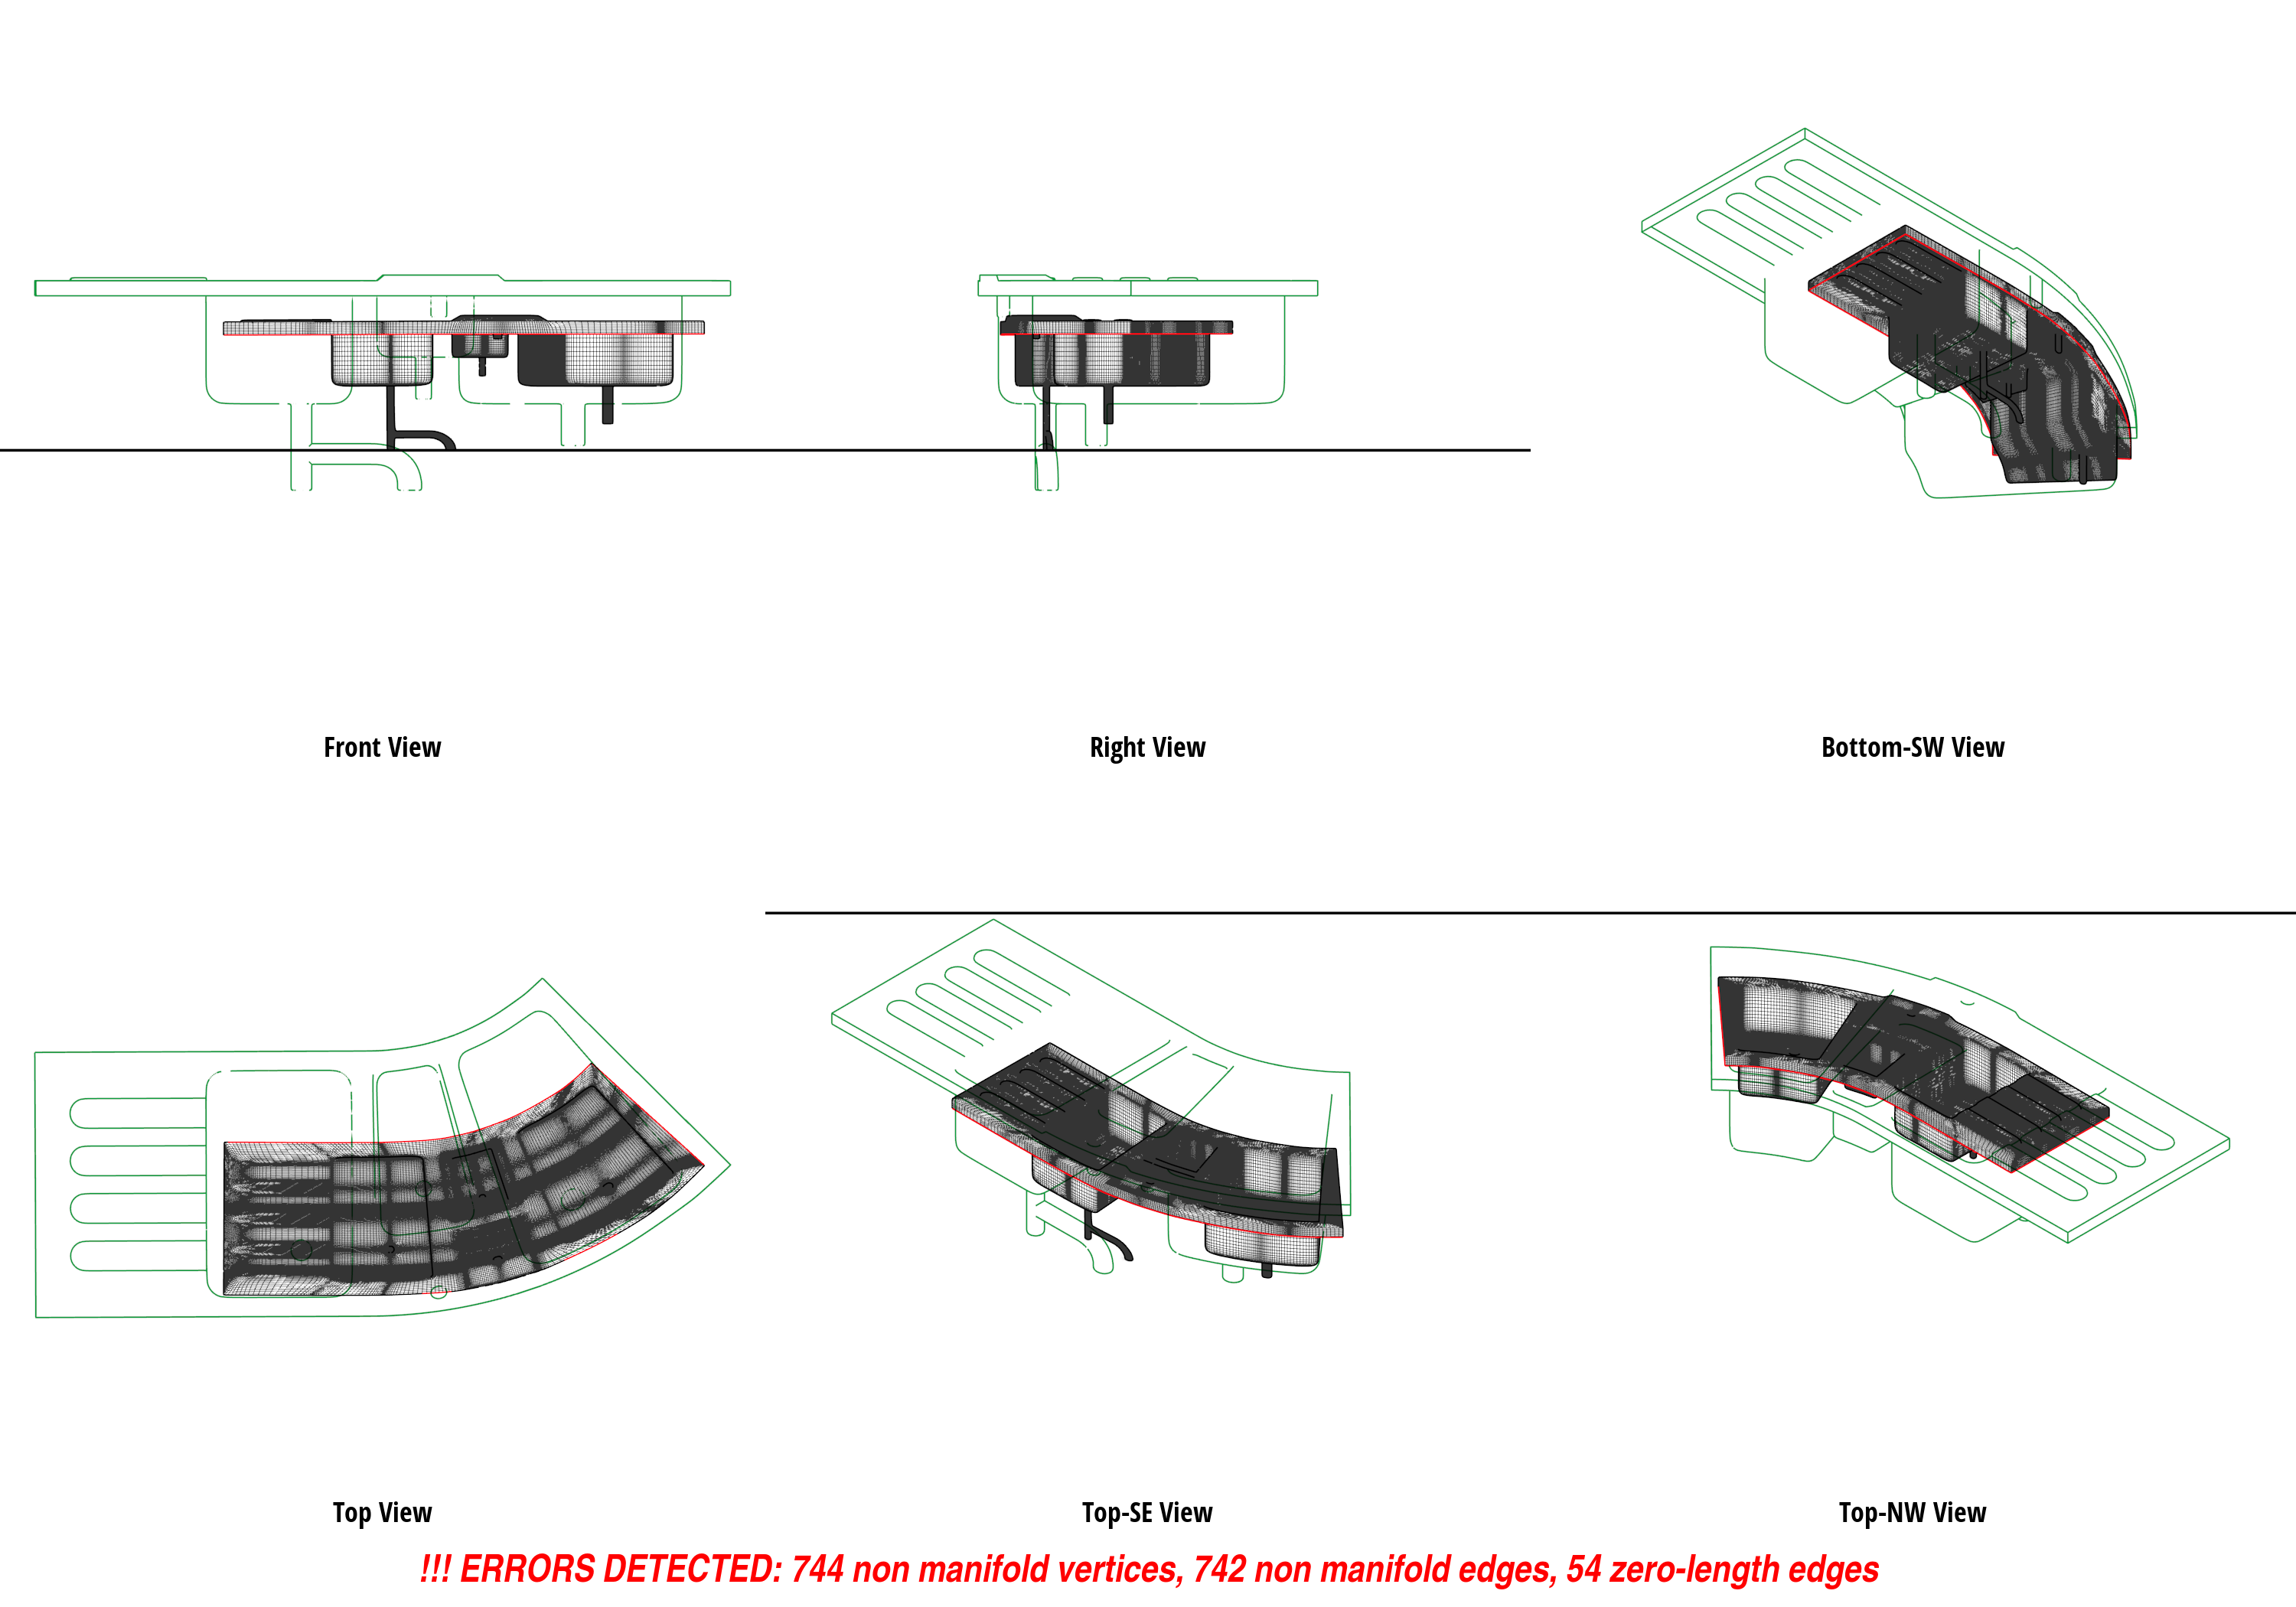 Front View
Right View
Bottom-SW View
Top View
Top-SE View
Top-NW View
!!! ERRORS DETECTED: 744 non manifold vertices, 742 non manifold edges, 54 zero-length edges